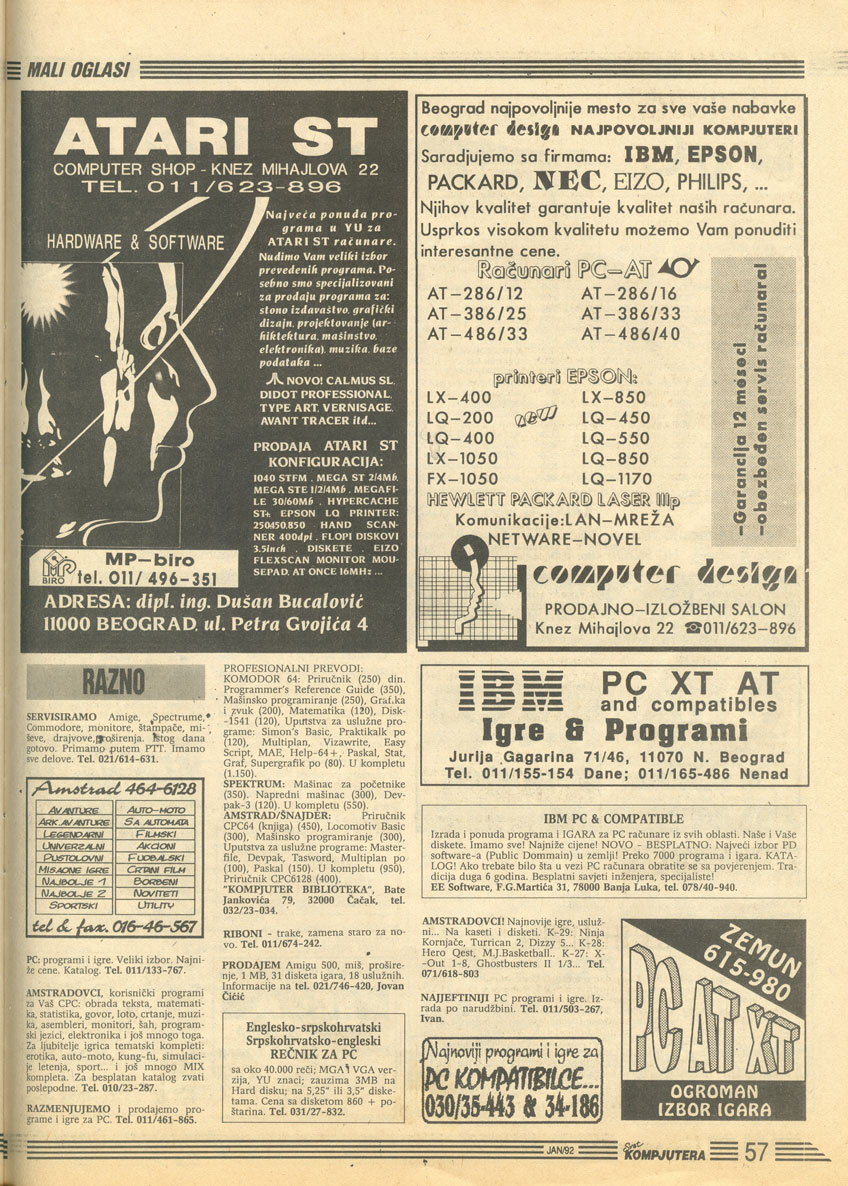 MALI OGLASI
ATARI ST
COMPUTER SHOP - KNEZ MIHAJLOVA 22
TEL. 011/623-896
HARDWARE & SOFTWARE
Najveća ponuda pro-
grama u YU za
ATARI ST računare.
Nudimo Vam veliki izbor
prevedenih programa. Po-
sebno smo specijalizovani
za prodaju programa za:
stono izdavaštvo, grafički
dizajn, projektovanje (ar-
hiktektura, mašinstvo,
elektronika), muzika, baze
podataka ...
NOVO! CALMUS SL,
DIDOT PROFESSIONAL,
TYPE ART, VERNISAGE,
AVANT TRACER itd...
PRODAJA ATARI ST
KONFIGURACIJA:
1040 STFM , MEGA ST 2/4Mb,
MEGA STE 1/2/4Mb , MEGAFI-
LE 30/60Mb , HYPERCACHE
ST+, EPSON LQ PRINTER:
250,450,850 HAND SCAN-
NER 400dpi , FLOPI DISKOVI
3.5inch , DISKETE , EIZO
FLEXSCAN MONITOR MOU-
SEPAD, AT ONCE 16MHz ...
MP BIRO
MP-biro
tel. 011/ 496-351
ADRESA: dipl. ing. Dušan Bucalović
11000 BEOGRAD, ul. Petra Gvojića 4
Beograd najpovoljnije mesto za sve vaše nabavke
computer design NAJPOVOLJNIJI KOMPJUTERI
Saradjujemo sa firmama: IBM, EPSON,
PACKARD, NEC, EIZO, PHILIPS, ...
Njihov kvalitet garantuje kvalitet naših računara.
Usprkos visokom kvalitetu možemo Vam ponuditi
interesantne cene.
Računari PC-AT
AT-286/12 AT-286/16
AT-386/25 AT-386/33
AT-486/33 AT-486/40
printeri EPSON:
LX-400 LX-850
LQ-200 new LQ-450
LQ-400 LQ-550
LX-1050 LQ-850
FX-1050 LQ-1170
HEWLETT PACKARD LASER IIIp
Komunikacije:LAN-MREŽA
NETWARE-NOVEL
-Garancija 12 meseci
-obezbeđen servis računara!
computer design
PRODAJNO-IZLOŽBENI SALON
Knez Mihajlova 22 ☎011/623-896
RAZNO
SERVISIRAMO Amige, Spectrume,
Commodore, monitore, štampače, mi-
ševe, drajvove, proširenja. Istog dana
gotovo. Primamo putem PTT. Imamo
sve delove. Tel. 021/614-631.
Amstrad 464-6128
AVANTURE AUTO-MOTO
ARK.AVANTURE SA AUTOMATA
LEGENDARNI FILMSKI
UNIVERZALNI AKCIONI
PUSTOLOVNI FUDBALSKI
MISAONE IGRE CRTANI FILM
NAJBOLJE 1 BORBENI
NAJBOLJE 2 NOVITETI
SPORTSKI UTILITY
tel & fax. 016-46-567
PC: programi i igre. Veliki izbor. Najni-
že cene. Katalog. Tel. 011/133-767.
AMSTRADOVCI, korisnički programi
za Vaš CPC: obrada teksta, matemati-
ka, statistika, govor, loto, crtanje, muzi-
ka, asembleri, monitori, šah, program-
ski jezici, elektronika i još mnogo toga.
Za ljubitelje igrica tematski kompleti:
erotika, auto-moto, kung-fu, simulaci-
je letenja, sport... i još mnogo MIX
kompleta. Za besplatan katalog zvati
poslepodne. Tel. 010/23-287.
RAZMENJUJEMO i prodajemo pro-
grame i igre za PC. Tel. 011/461-865.
PROFESIONALNI PREVODI:
KOMODOR 64: Priručnik (250) din.
Programmer's Reference Guide (350),
Mašinsko programiranje (250), Graf.ka
i zvuk (200), Matematika (120), Disk-
-1541 (120), Uputstva za uslužne pro-
grame: Simon's Basic, Praktikalk po
(120), Multiplan, Vizawrite, Easy
Script, MAE, Help-64+, Paskal, Stat,
Graf, Supergrafik po (80). U kompletu
(1.150).
SPEKTRUM: Mašinac za početnike
(350). Napredni mašinac (300), Dev-
pak-3 (120). U kompletu (550).
AMSTRAD/ŠNAJDER: Priručnik
CPC64 (knjiga) (450), Locomotiv Basic
(300), Mašinsko programiranje (300),
Uputstva za uslužne programe: Master-
file, Devpak, Tasword, Multiplan po
(100), Paskal (150). U kompletu (950),
Priručnik CPC6128 (400).
"KOMPJUTER BIBLIOTEKA", Bate
Jankovića 79, 32000 Čačak, tel.
032/23-034.
RIBONI - trake, zamena staro za no-
vo. Tel. 011/674-242.
PRODAJEM Amigu 500, miš, prošire-
nje, 1 MB, 31 disketa igara, 18 uslužnih.
Informacije na tel. 021/746-420, Jovan
Čičić
Englesko-srpskohrvatski
Srpskohrvatsko-engleski
REČNIK ZA PC
sa oko 40.000 reči; MGA i VGA ver-
zija, YU znaci; zauzima 3MB na
Hard disku; na 5,25" ili 3,5" diske-
tama. Cena sa disketom 860 + po-
štarina. Tel. 031/27-832.
IBM PC XT AT
and compatibles
Igre & Programi
Jurija Gagarina 71/46, 11070 N. Beograd
Tel. 011/155-154 Dane; 011/165-486 Nenad
IBM PC & COMPATIBLE
Izrada i ponuda programa i IGARA za PC računare iz svih oblasti. Naše i Vaše
diskete. Imamo sve! Najniže cijene! NOVO - BESPLATNO: Najveći izbor PD
software-a (Public Dommain) u zemlji! Preko 7000 programa i igara. KATA-
LOG! Ako trebate bilo šta u vezi PC računara obratite se sa povjerenjem. Tra-
dicija duga 6 godina. Besplatni savjeti inženjera, specijaliste!
EE Software, F.G.Martića 31, 78000 Banja Luka, tel. 078/40-940.
AMSTRADOVCI! Najnovije igre, usluž-
ni... Na kaseti i disketi. K-29: Ninja
Kornjače, Turrican 2, Dizzy 5... K-28:
Hero Qest, M.J.Basketball.. K-27: X-
-Out 1-8, Ghostbusters II 1/3... Tel.
071/618-803
NAJJEFTINIJI PC programi i igre. Iz-
rada po narudžbini. Tel. 011/503-267,
Ivan.
Najnoviji programi i igre za
PC KOMPATIBILCE...
030/35-443 & 34-186
ZEMUN
615-980
PC AT XT
OGROMAN
IZBOR IGARA
JAN/92 Svet KOMPJUTERA 57